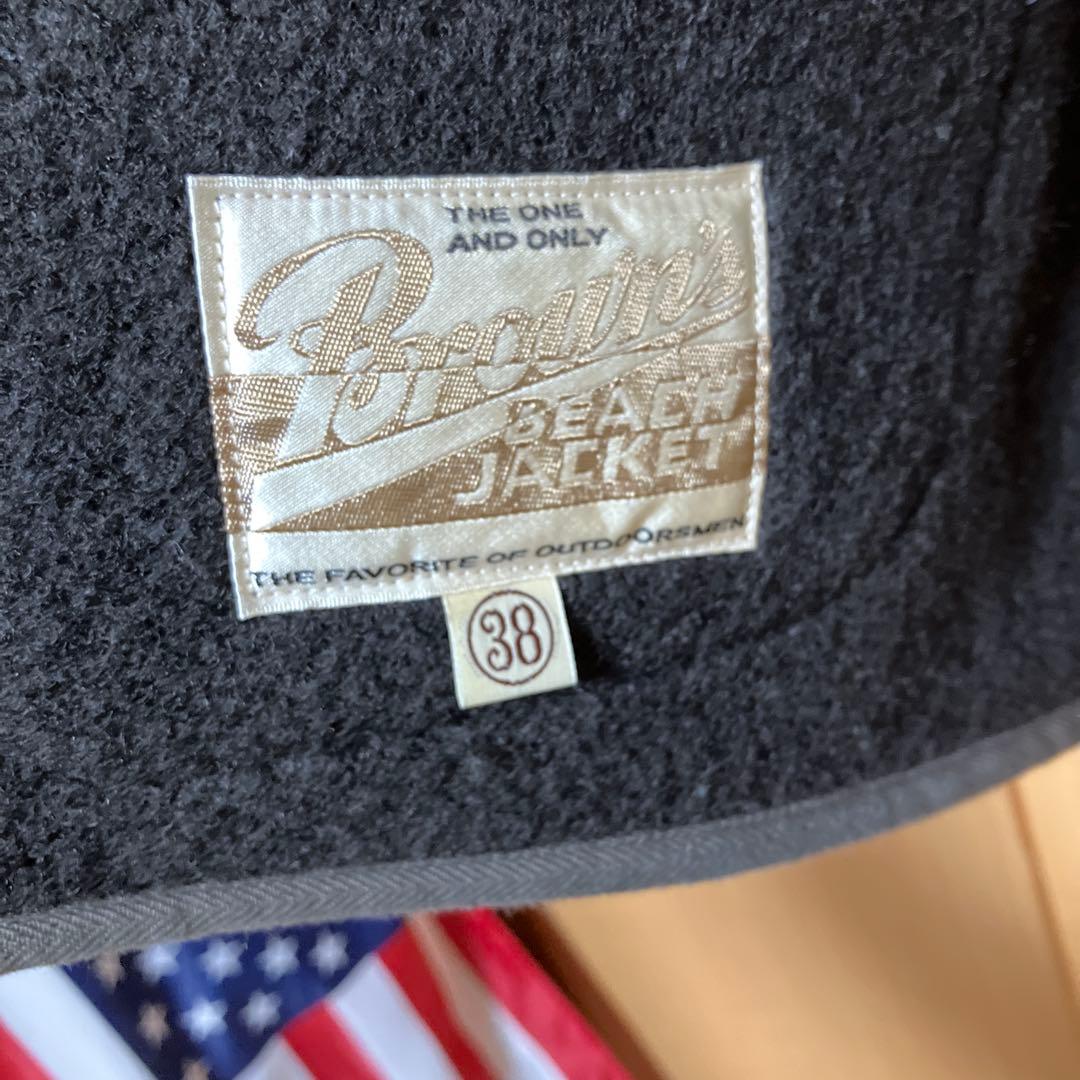 THE ONE
AND ONLY
Brown's
BEACH
JACKET
THE FAVORITE OF OUTDOORSMEN
38